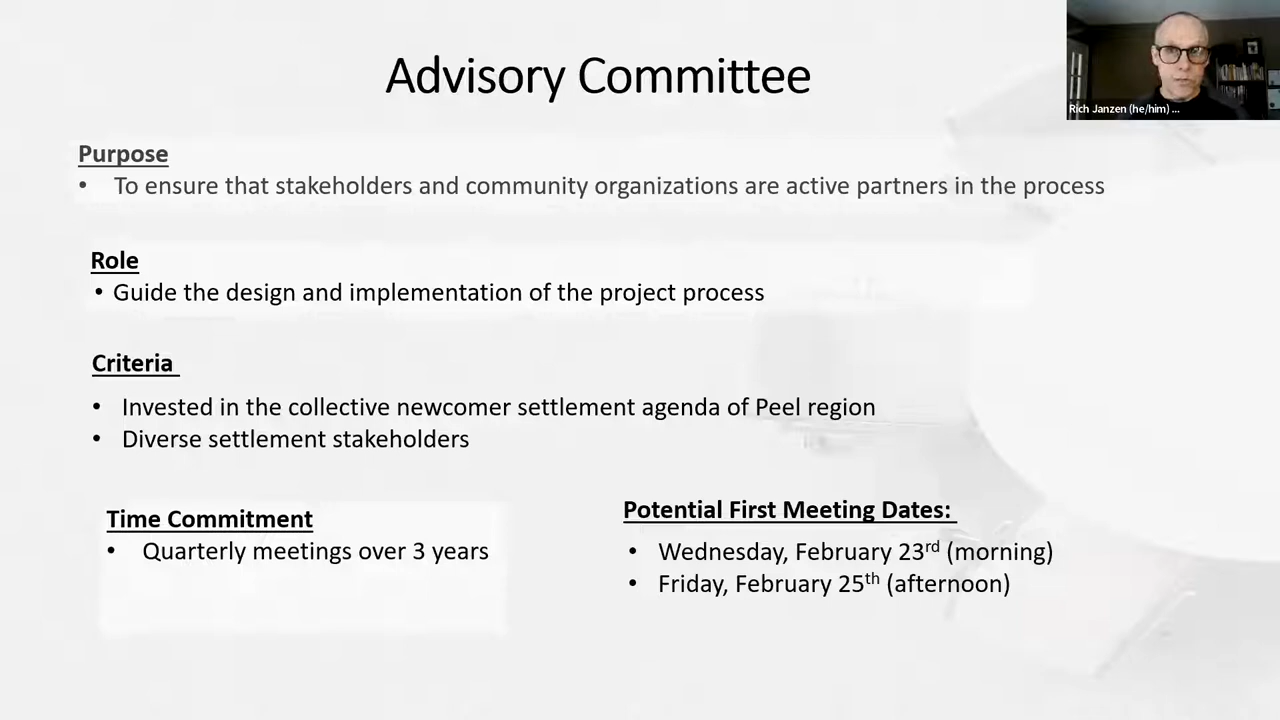 Advisory Committee
Rich Janzen (he/him) ...
Purpose
• To ensure that stakeholders and community organizations are active partners in the process
Role
• Guide the design and implementation of the project process
Criteria
• Invested in the collective newcomer settlement agenda of Peel region
• Diverse settlement stakeholders
Time Commitment
• Quarterly meetings over 3 years
Potential First Meeting Dates:
• Wednesday, February 23rd (morning)
• Friday, February 25th (afternoon)